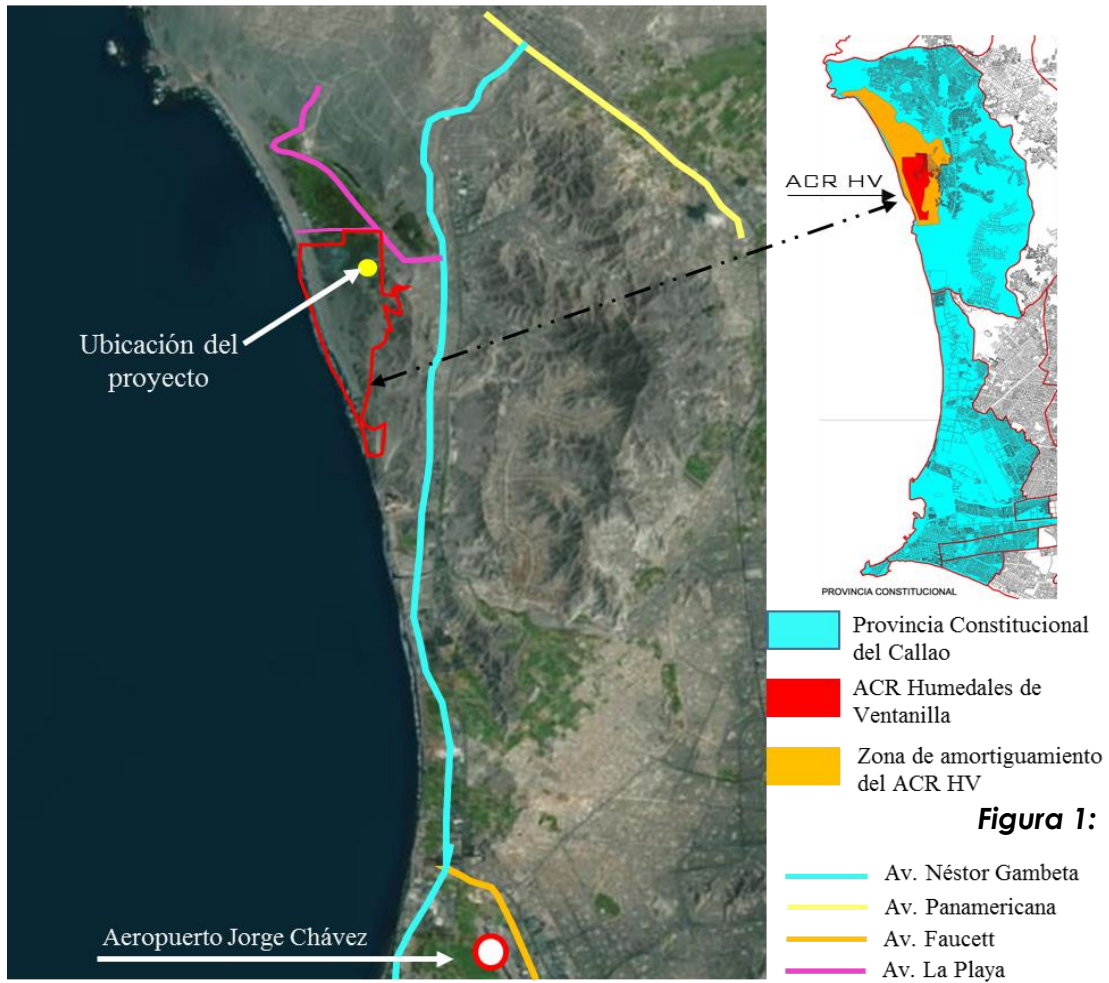 Ubicación del
proyecto
Aeropuerto Jorge Chávez
ACR HV
PROVINCIA CONSTITUCIONAL
Provincia Constitucional
del Callao
ACR Humedales de
Ventanilla
Zona de amortiguamiento
del ACR HV
Figura 1:
Av. Néstor Gambeta
Av. Panamericana
Av. Faucett
Av. La Playa